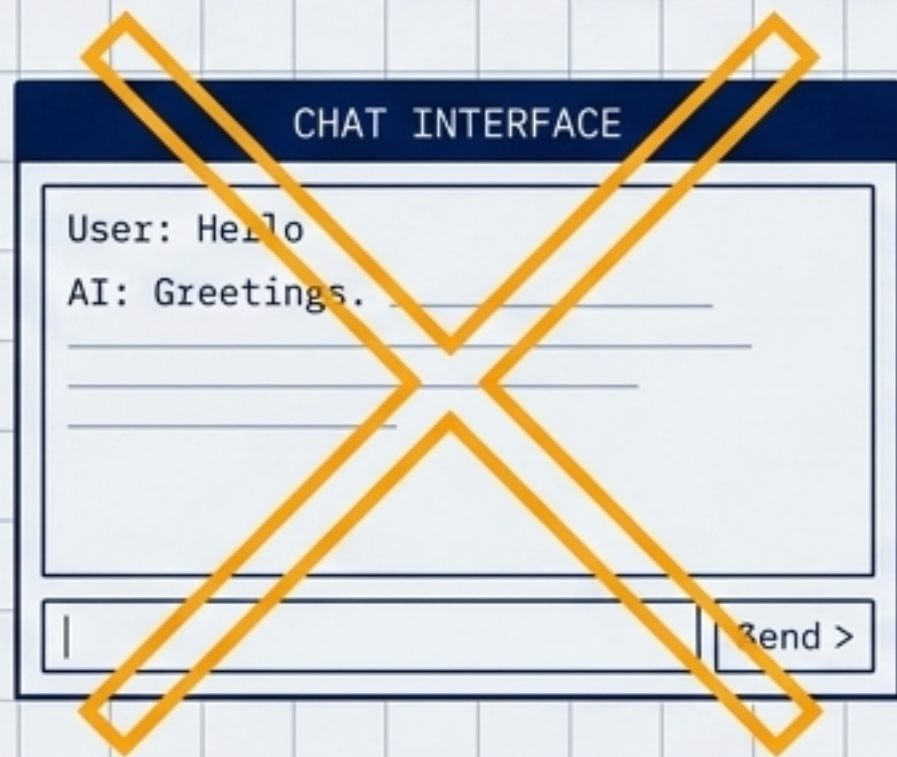 CHAT INTERFACE
User: Hello
AI: Greetings.
Send >